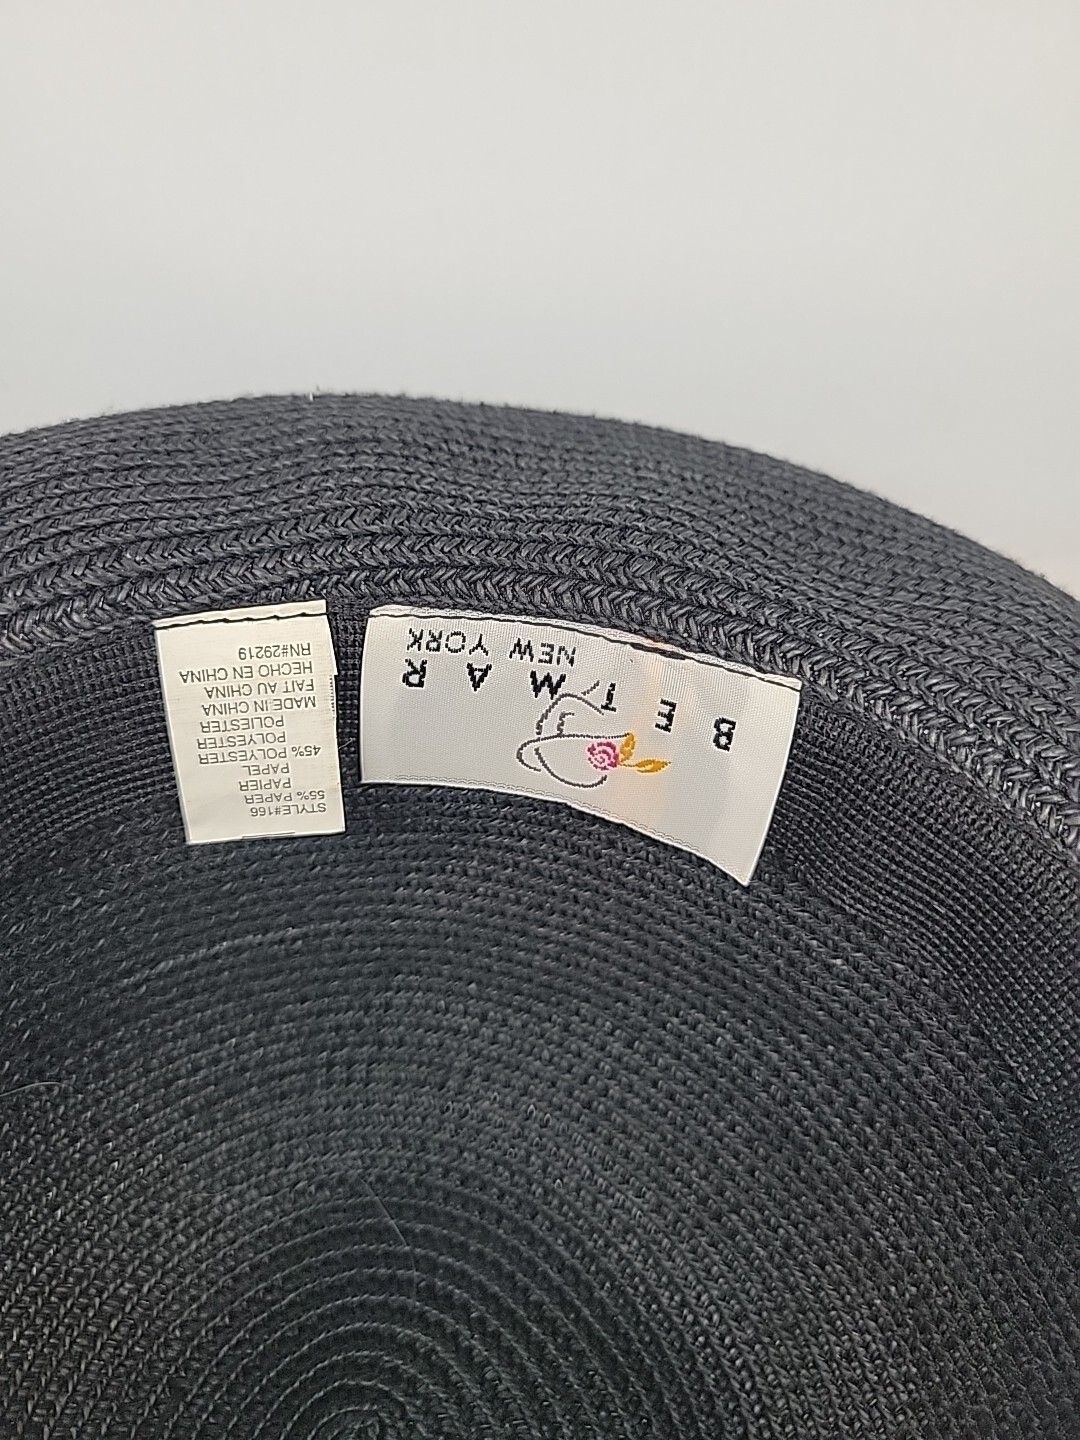 STYLE#166
55% PAPER
PAPIER
PAPEL
45% POLYESTER
POLYESTER
POLIESTER
MADE IN CHINA
FAIT AU CHINA
HECHO EN CHINA
RN#29219
BETMAR
NEW YORK